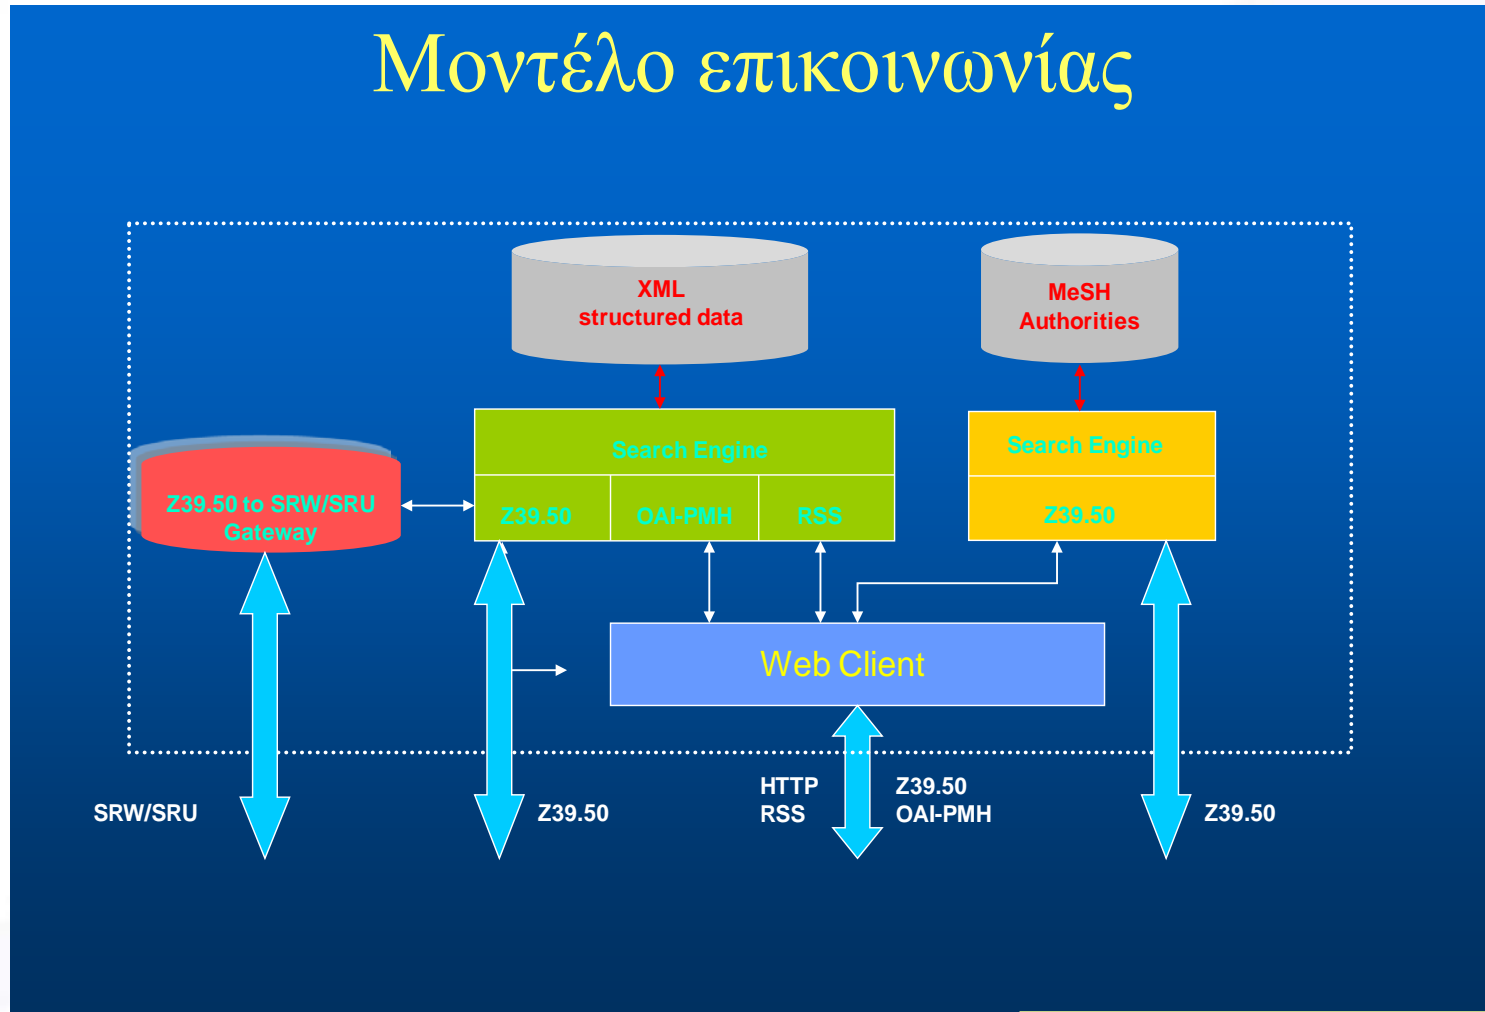 Μοντέλο επικοινωνίας
XML
structured data
MeSH
Authorities
Search Engine
Search Engine
Z39.50 to SRW/SRU
Gateway
Z39.50
OAI-PMH
RSS
Z39.50
Web Client
SRW/SRU
Z39.50
HTTP
RSS
Z39.50
OAI-PMH
Z39.50